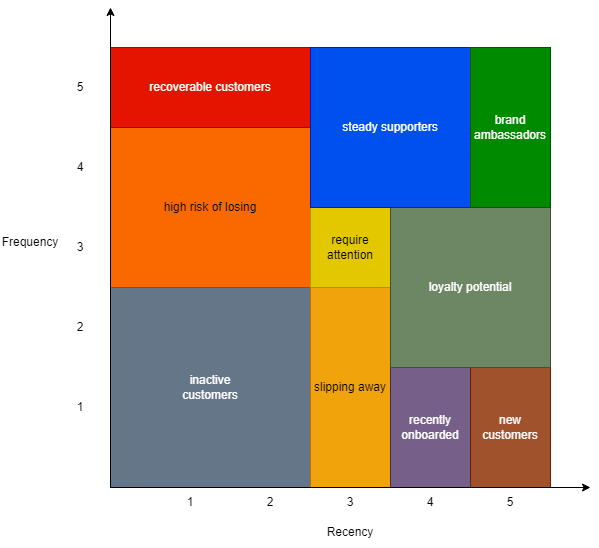 5
recoverable customers
steady supporters
brand
ambassadors
4
high risk of losing
Frequency
3
require
attention
loyalty potential
2
inactive
customers
slipping away
1
recently
onboarded
new
customers
1 2 3 4 5
Recency